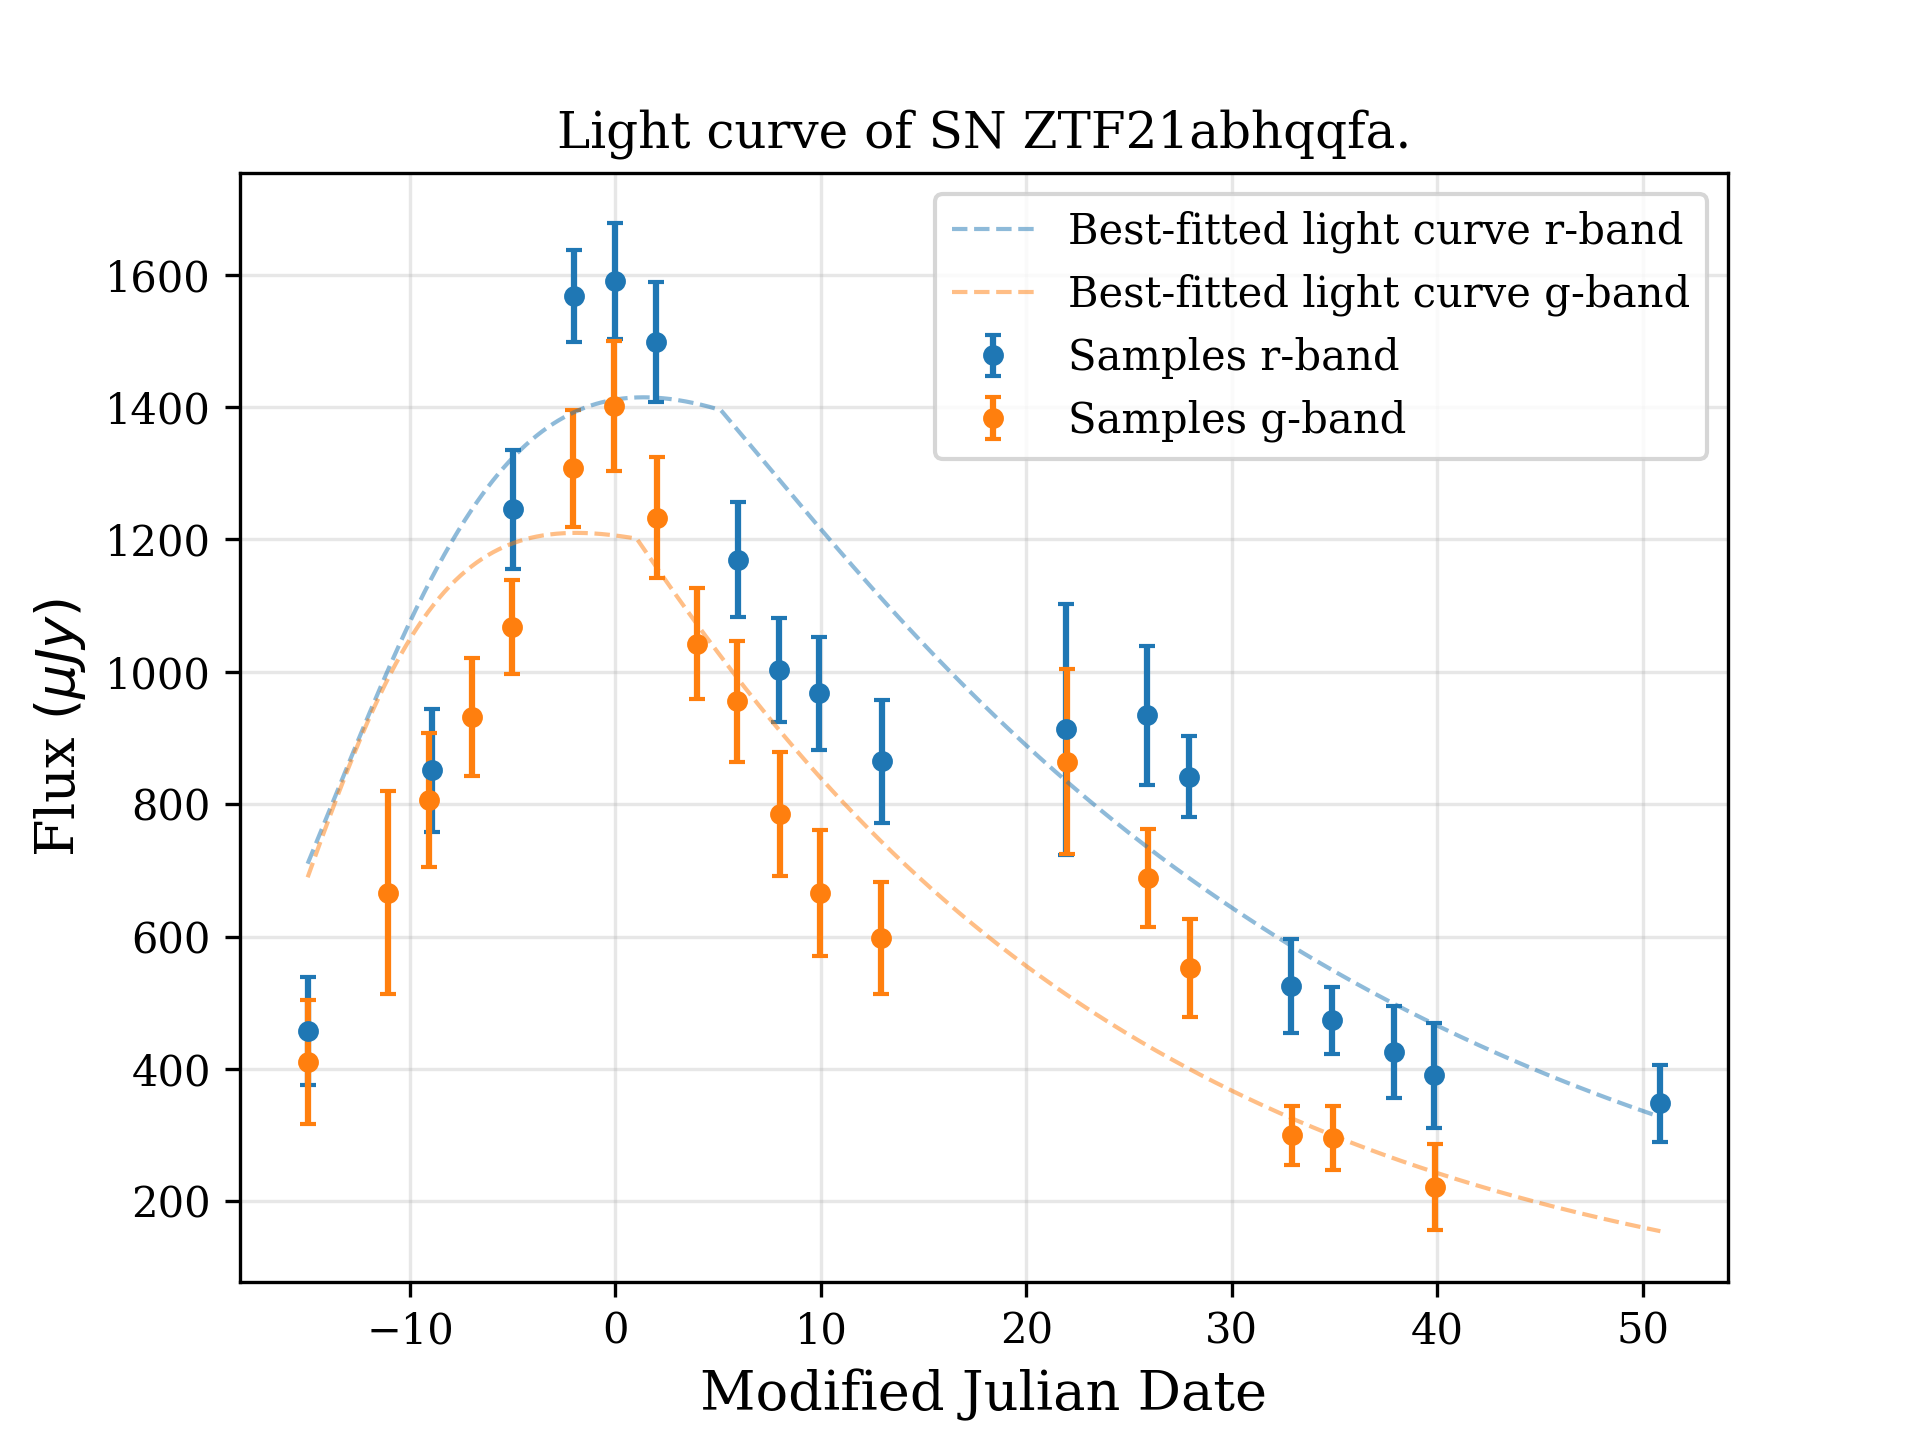 Light curve of SN ZTF21abhqqfa.
Best-fitted light curve r-band
Best-fitted light curve g-band
Samples r-band
Samples g-band
Flux (μJy)
1600
1400
1200
1000
800
600
400
200
−10 0 10 20 30 40 50
Modified Julian Date